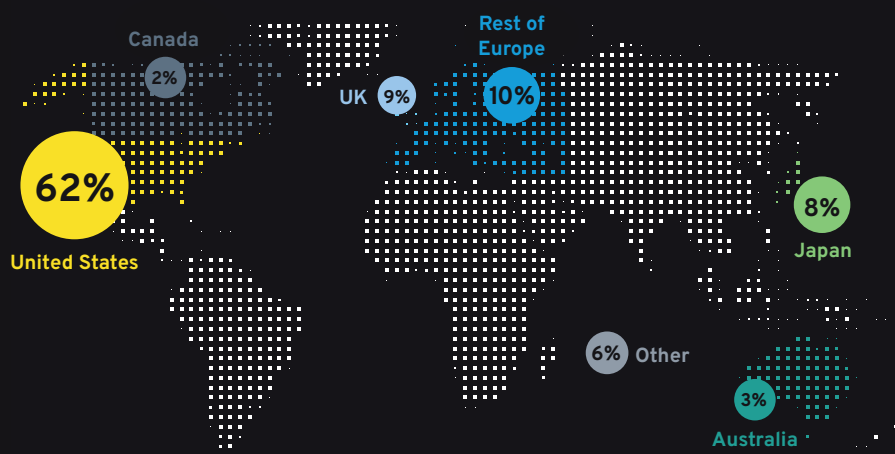 Rest of
Europe
10%
Canada
2%
UK 9%
62%
United States
8%
Japan
6% Other
3%
Australia